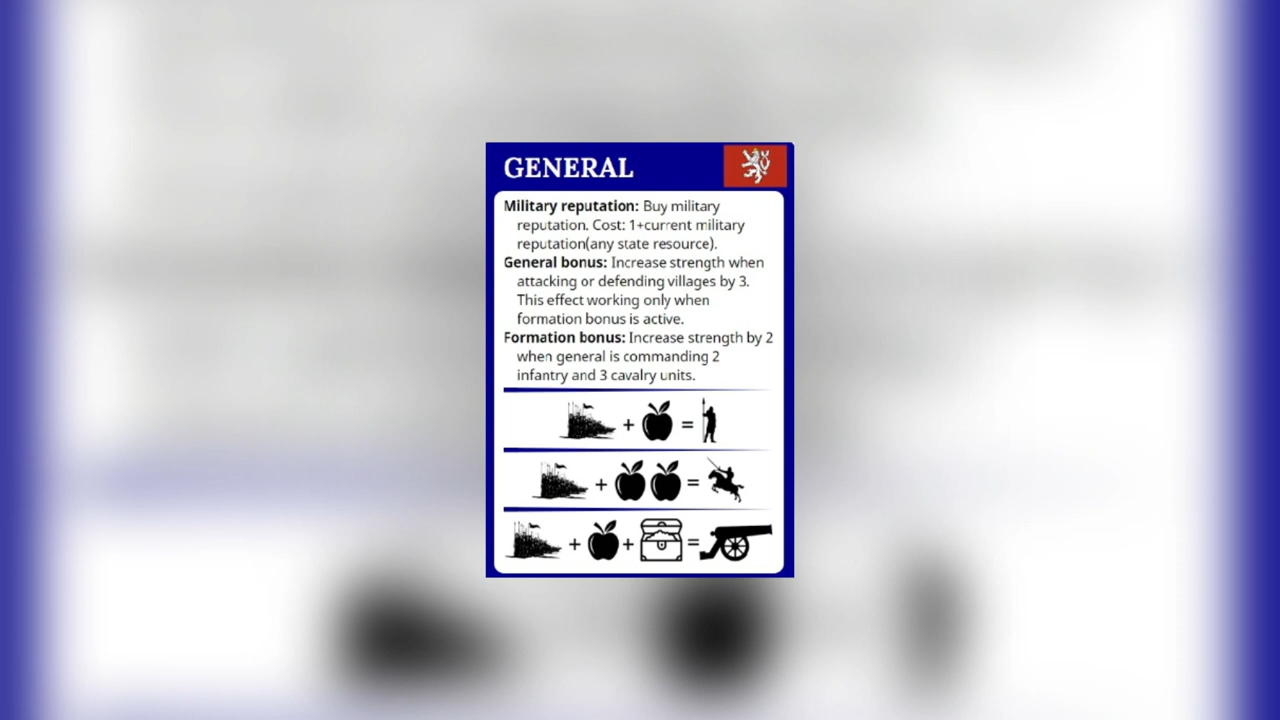 GENERAL
Military reputation: Buy military
reputation. Cost: 1+current military
reputation(any state resource).
General bonus: Increase strength when
attacking or defending villages by 3.
This effect working only when
formation bonus is active.
Formation bonus: Increase strength by 2
when general is commanding 2
infantry and 3 cavalry units.
+ =
+ =
+ + =